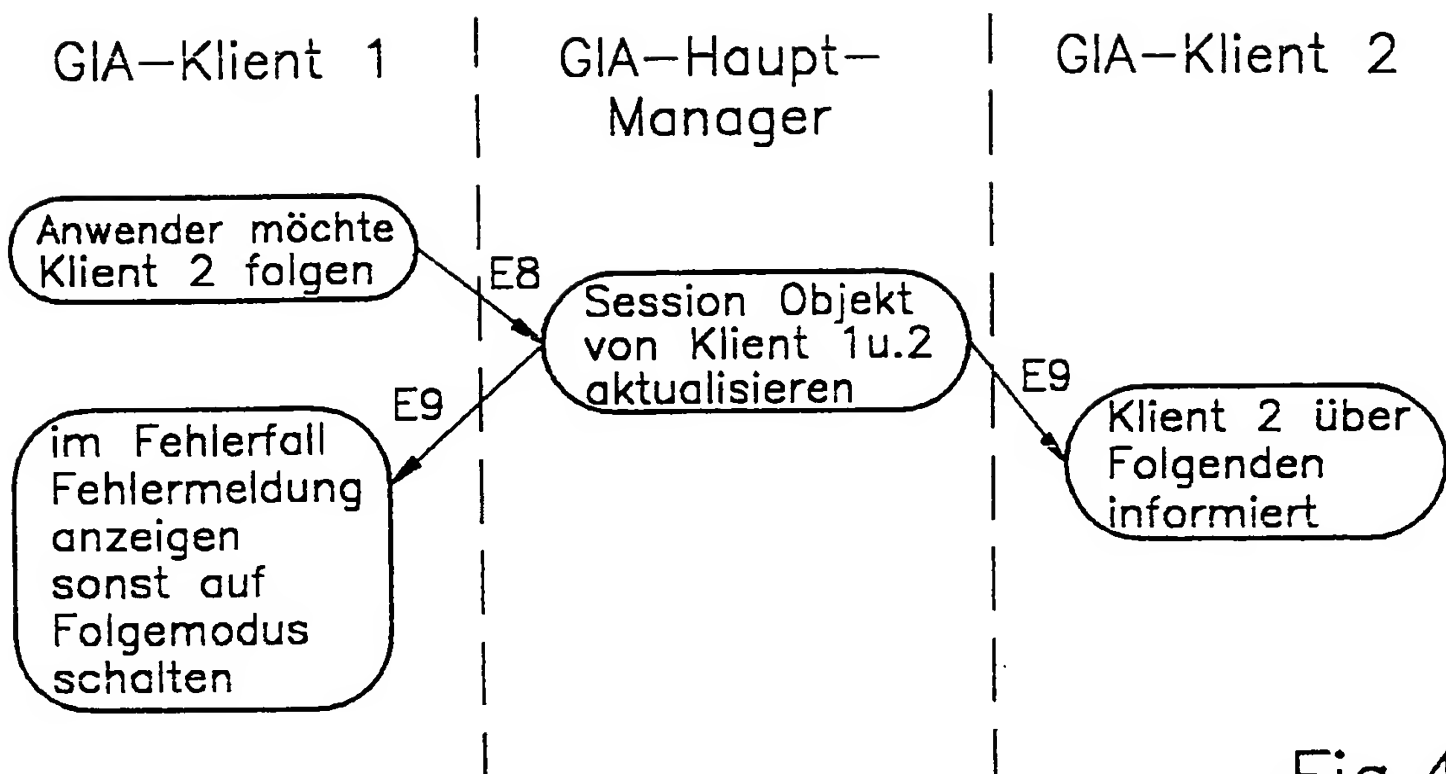 GIA-Klient 1
GIA-Haupt-
Manager
GIA-Klient 2
Anwender möchte
Klient 2 folgen
E8
Session Objekt
von Klient 1u.2
aktualisieren
E9
E9
im Fehlerfall
Fehlermeldung
anzeigen
sonst auf
Folgemodus
schalten
Klient 2 über
Folgenden
informiert